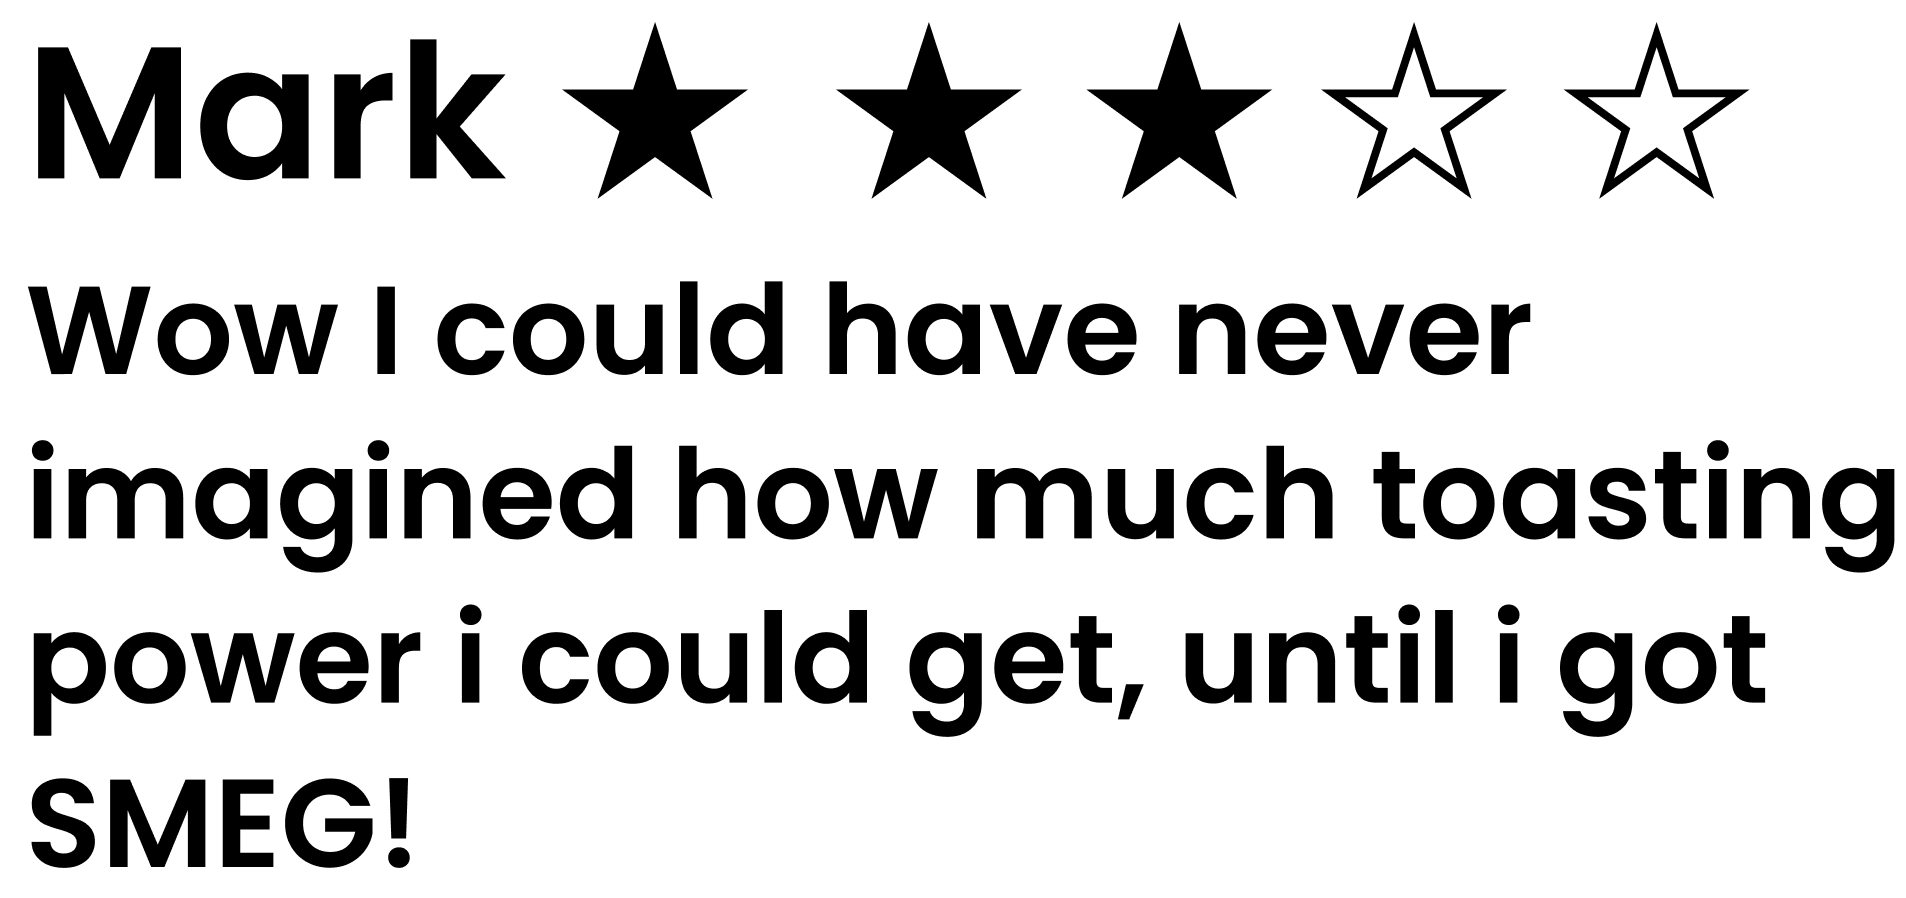 Mark ★ ★ ★ ☆ ☆
Wow I could have never
imagined how much toasting
power i could get, until i got
SMEG!